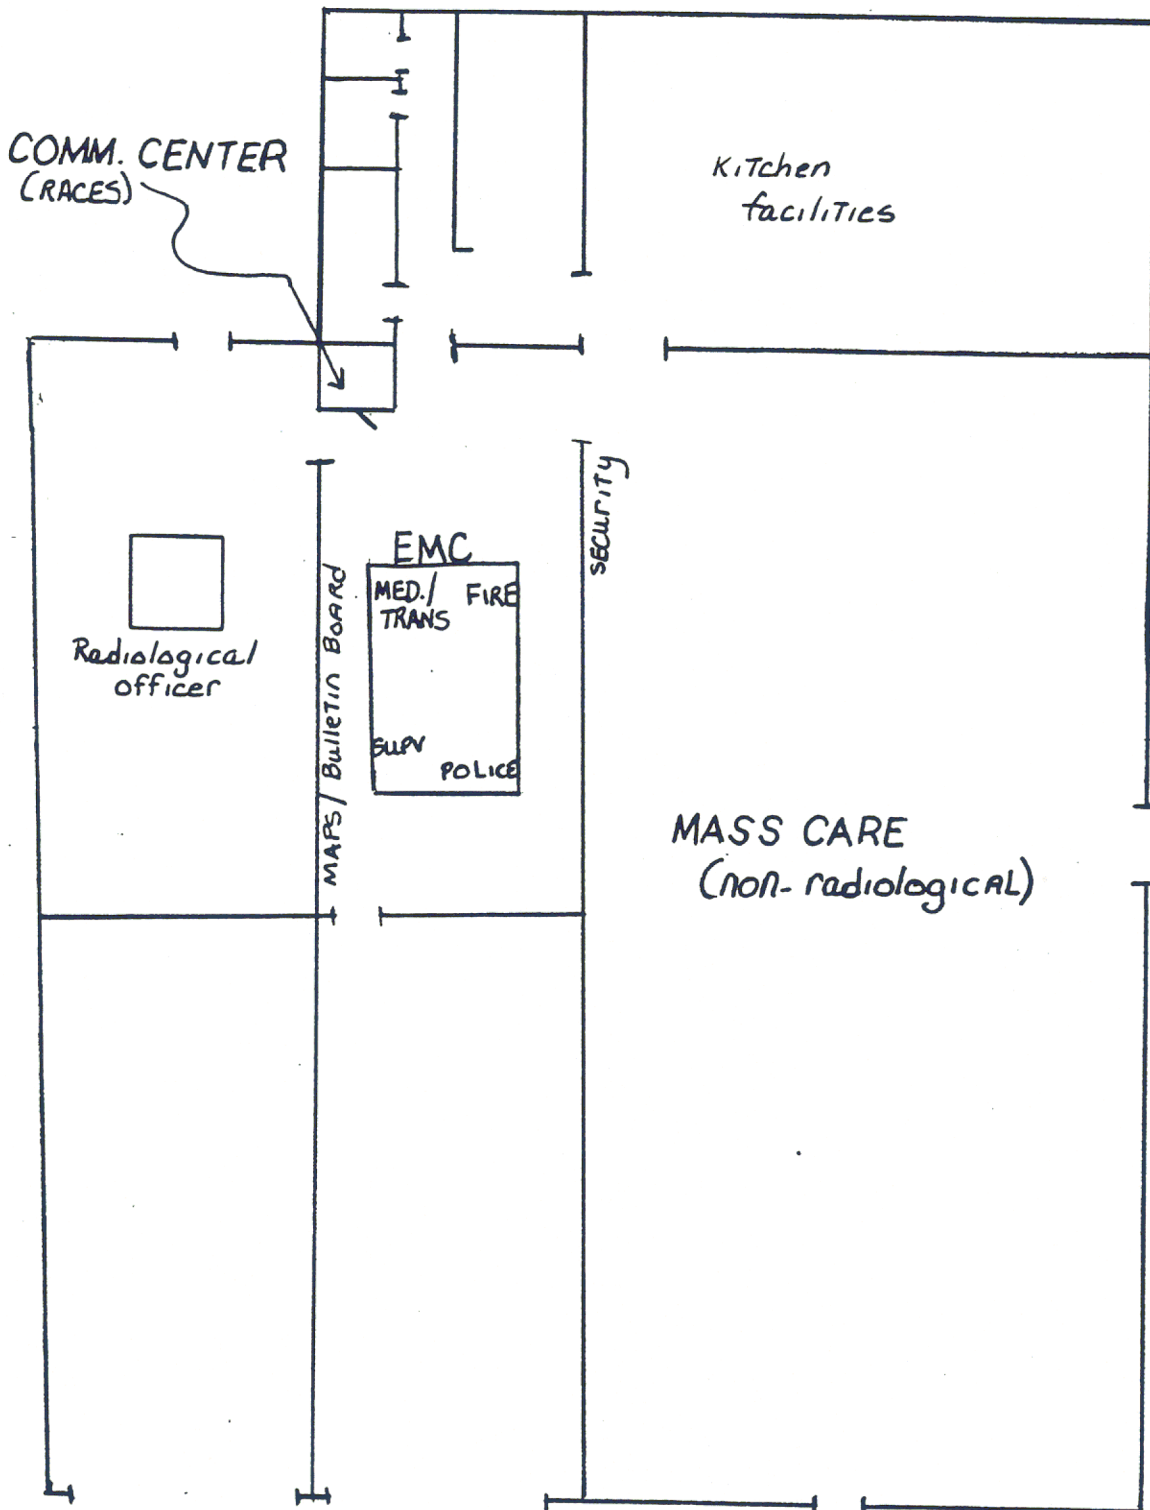 COMM. CENTER
(RACES)
KiTchen
faciliTies
SECuriTy
EMC
MED./ FIRE
TRANS
Radiological
officer
MAPS/BulleTin BoARd
SUPV
POLICE
MASS CARE
(non-radiologicAL)